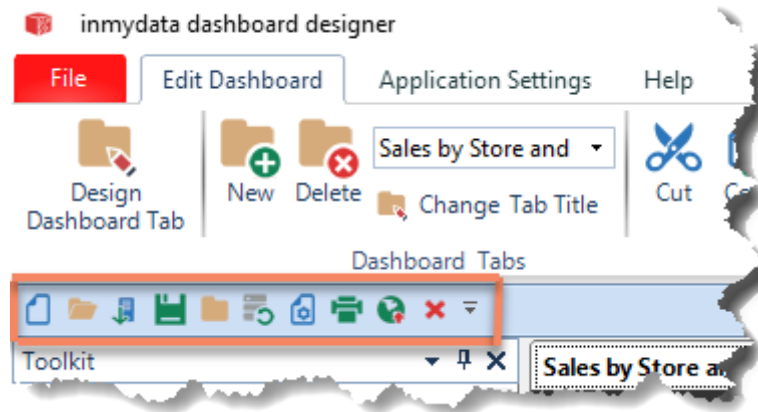 inmydata dashboard designer
File Edit Dashboard Application Settings Help
Sales by Store and
Design New Delete Change Tab Title Cut
Dashboard Tab
Dashboard Tabs
Toolkit
Sales by Store